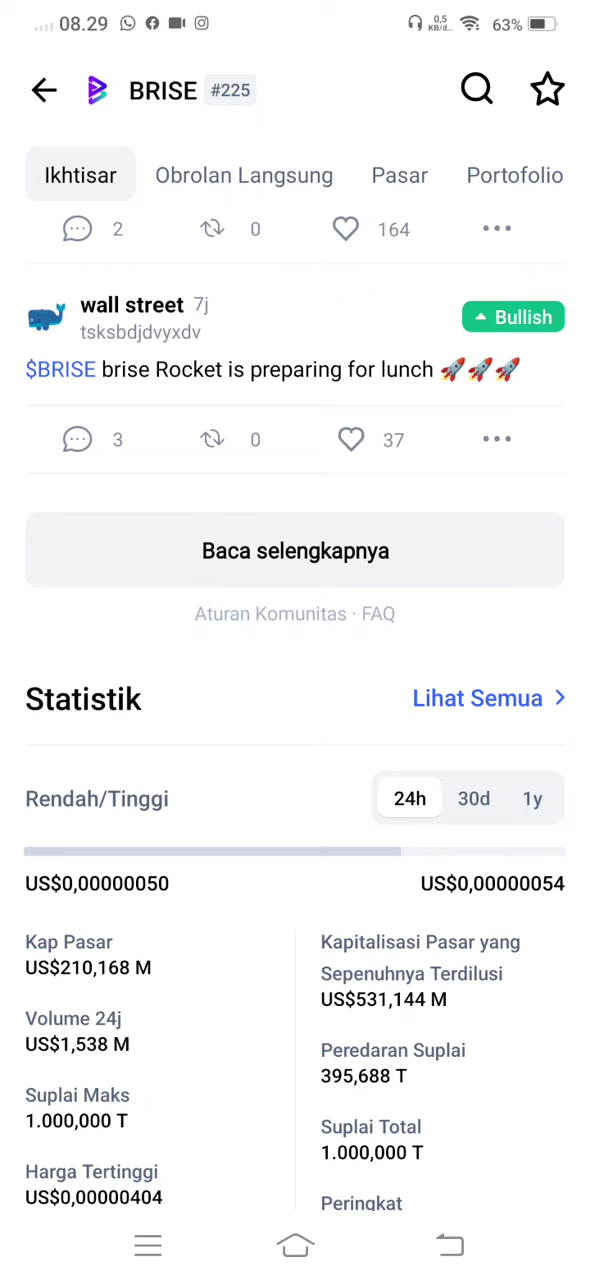 08.29 0,5 KB/d... 63%
BRISE #225
Ikhtisar Obrolan Langsung Pasar Portofolio
2 0 164
wall street 7j
tsksbdjdvyxdv
Bullish
$BRISE brise Rocket is preparing for lunch 🚀🚀🚀
3 0 37
Baca selengkapnya
Aturan Komunitas · FAQ
Statistik Lihat Semua
Rendah/Tinggi 24h 30d 1y
US$0,00000050 US$0,00000054
Kap Pasar
US$210,168 M
Volume 24j
US$1,538 M
Suplai Maks
1.000,000 T
Harga Tertinggi
US$0,00000404
Kapitalisasi Pasar yang
Sepenuhnya Terdilusi
US$531,144 M
Peredaran Suplai
395,688 T
Suplai Total
1.000,000 T
Peringkat